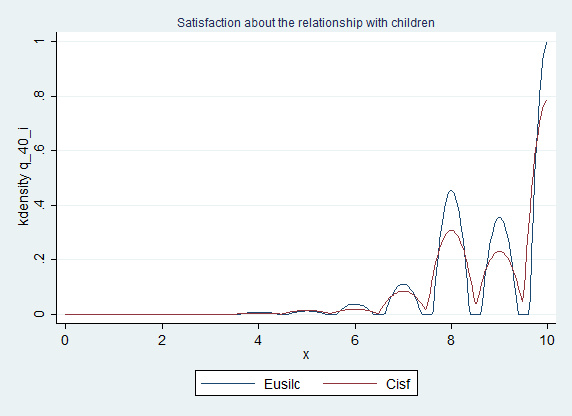 Satisfaction about the relationship with children
kdensity q_40_i
1
.8
.6
.4
.2
0
0 2 4 6 8 10
x
Eusilc Cisf